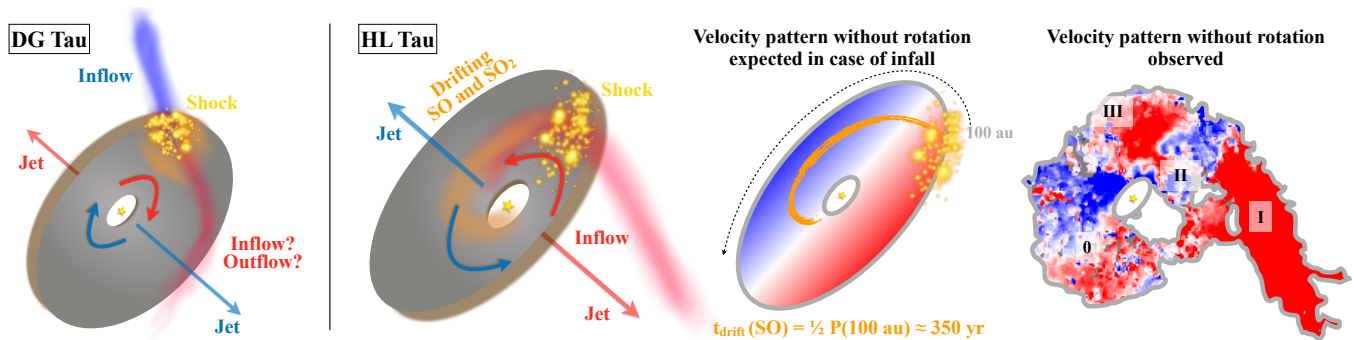 DG Tau
Inflow
Shock
Jet
Inflow?
Outflow?
Jet
HL Tau
Drifting
SO and SO₂
Shock
Jet
Inflow
Jet
Velocity pattern without rotation
expected in case of infall
100 au
t_drift (SO) = ½ P(100 au) ≈ 350 yr
Velocity pattern without rotation
observed
III
II
I
0